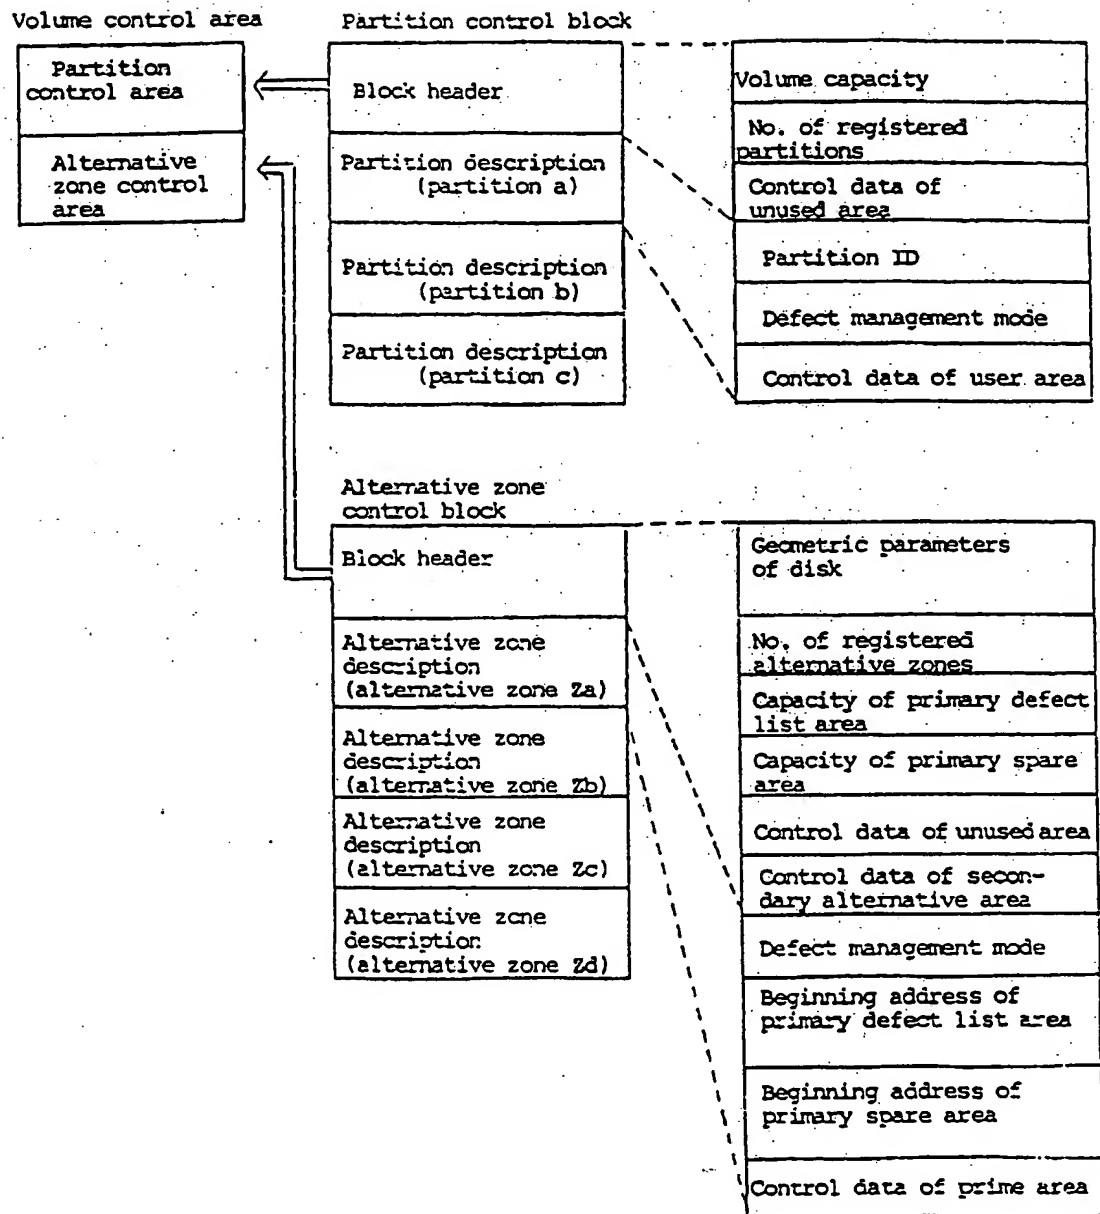 Volume control area
Partition
control area
Alternative
zone control
area
Partition control block
Block header
Partition description
(partition a)
Partition description
(partition b)
Partition description
(partition c)
Volume capacity
No. of registered
partitions
Control data of
unused area
Partition ID
Defect management mode
Control data of user area
Alternative zone
control block
Block header
Alternative zone
description
(alternative zone Za)
Alternative zone
description
(alternative zone Zb)
Alternative zone
description
(alternative zone Zc)
Alternative zone
description
(alternative zone Zd)
Geometric parameters
of disk
No. of registered
alternative zones
Capacity of primary defect
list area
Capacity of primary spare
area
Control data of unused area
Control data of secon-
dary alternative area
Defect management mode
Beginning address of
primary defect list area
Beginning address of
primary spare area
Control data of prime area